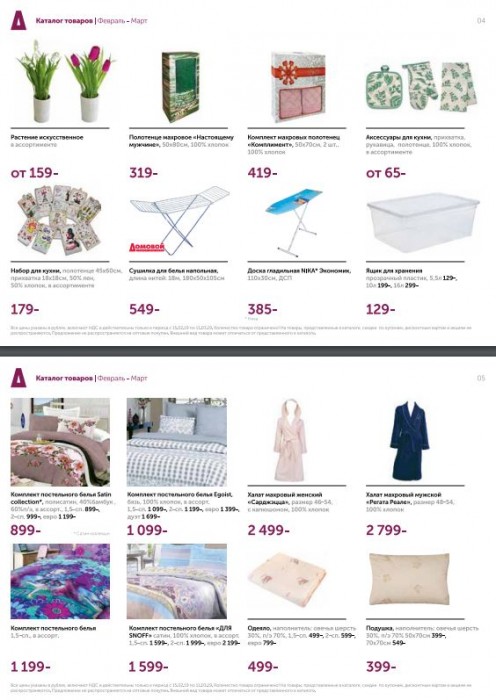 Каталог товаров | Февраль – Март
04
Растение искусственное
в ассортименте
от 159-
Полотенце махровое «Настоящему
мужчине», 50х80см, 100% хлопок
319-
Комплект махровых полотенец
«Комплимент», 50х70см, 2 шт.,
100% хлопок
419-
Аксессуары для кухни, прихватка,
рукавица, полотенце, 100% хлопок,
в ассортименте
от 65-
Набор для кухни, полотенце 45х60см,
прихватка 18х18см, 50% лен,
50% хлопок, в ассортименте
179-
Домовой
Сушилка для белья напольная,
длина нитей: 18м, 180х50х105см
549-
Доска гладильная NIKA* Экономик,
110х30см, ДСП
385-
* Ника
Ящик для хранения
прозрачный пластик, 5,5л 129–,
10л 199–, 16л 299–
129-
Каталог товаров | Февраль – Март
05
Комплект постельного белья Satin
collection*, полисатин, 40%бамбук,
60%п/э, в ассорт., 1,5–сп. 899–,
2–сп. 999–, евро 1 199–
899-
Комплект постельного белья Egoist,
бязь, 100% хлопок, в ассорт.
1,5–сп. 1 099–, 2–сп. 1 199–, евро 1 399–,
дуэт 1 699–
1 099-
Халат махровый женский
«Сарджицца», размер 48–54,
с капюшоном, 100% хлопок
2 499-
Халат махровый мужской
«Регата Реале», размер 48–54,
100% хлопок
2 799-
Комплект постельного белья
1,5–сп., в ассорт.
1 199-
Комплект постельного белья «ДЛЯ
SNOFF» сатин, 100% хлопок, в ассорт.
1,5–сп. 1 599–, 2–сп. 1 999–, евро 2 199–
1 599-
Одеяло, наполнитель: овечья шерсть
30%, п/э 70%, 1,5–сп. 499–, 2–сп. 599–,
евро 799–
499-
Подушка, наполнитель: овечья шерсть
30%, п/э 70% 50х70см 399–,
70х70см 549–
399-